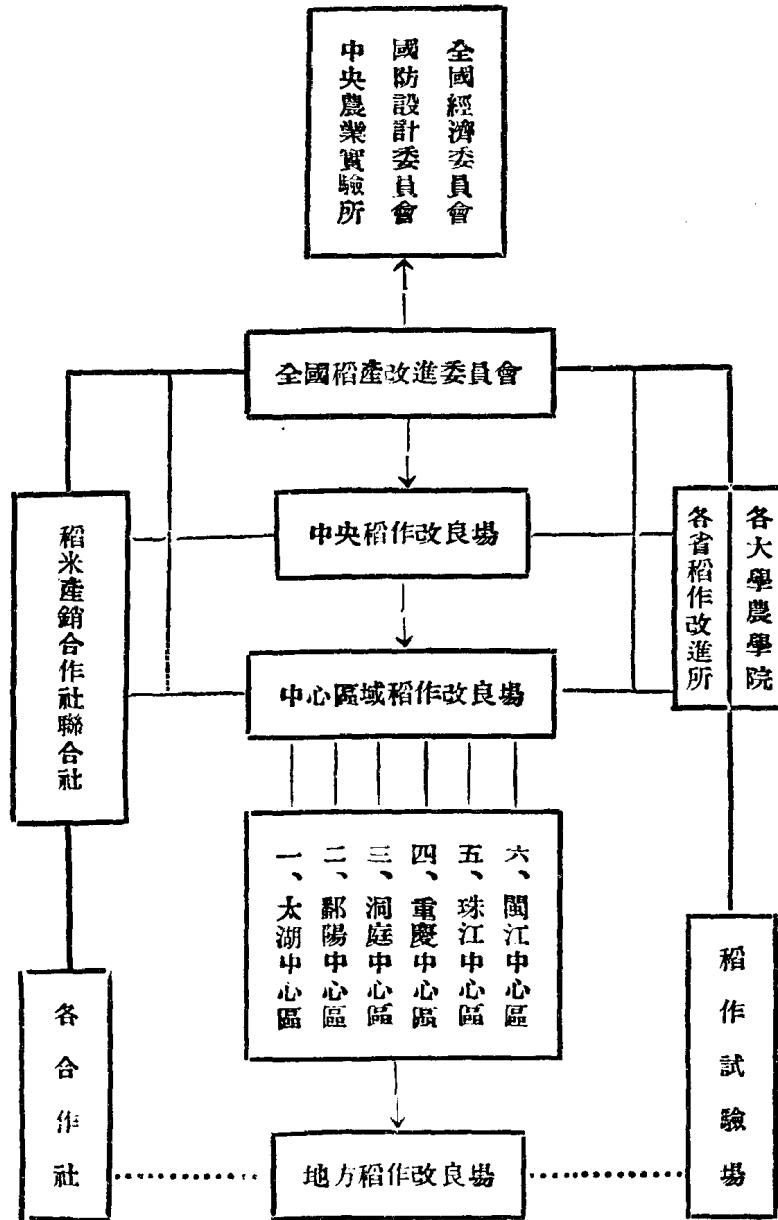 全國經濟委員會
國防設計委員會
中央農業實驗所
全國稻產改進委員會
中央稻作改良場
各大學農學院
各省稻作改進所
稻米產銷合作社聯合社
中心區域稻作改良場
一、太湖中心區
二、鄱陽中心區
三、洞庭中心區
四、重慶中心區
五、珠江中心區
六、閩江中心區
稻作試驗場
各合作社
地方稻作改良場